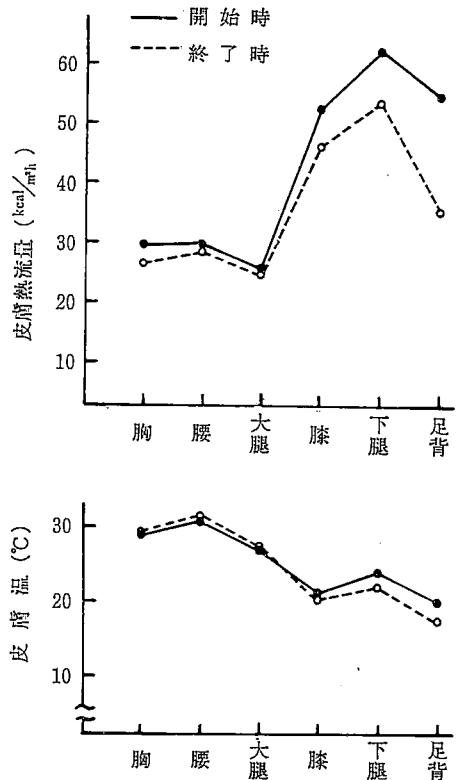 開始時
終了時
60
50
40
30
20
10
皮膚熱流量 (kcal/m²h)
胸 腰 大腿 膝 下腿 足背
30
20
10
皮膚温 (℃)
胸 腰 大腿 膝 下腿 足背